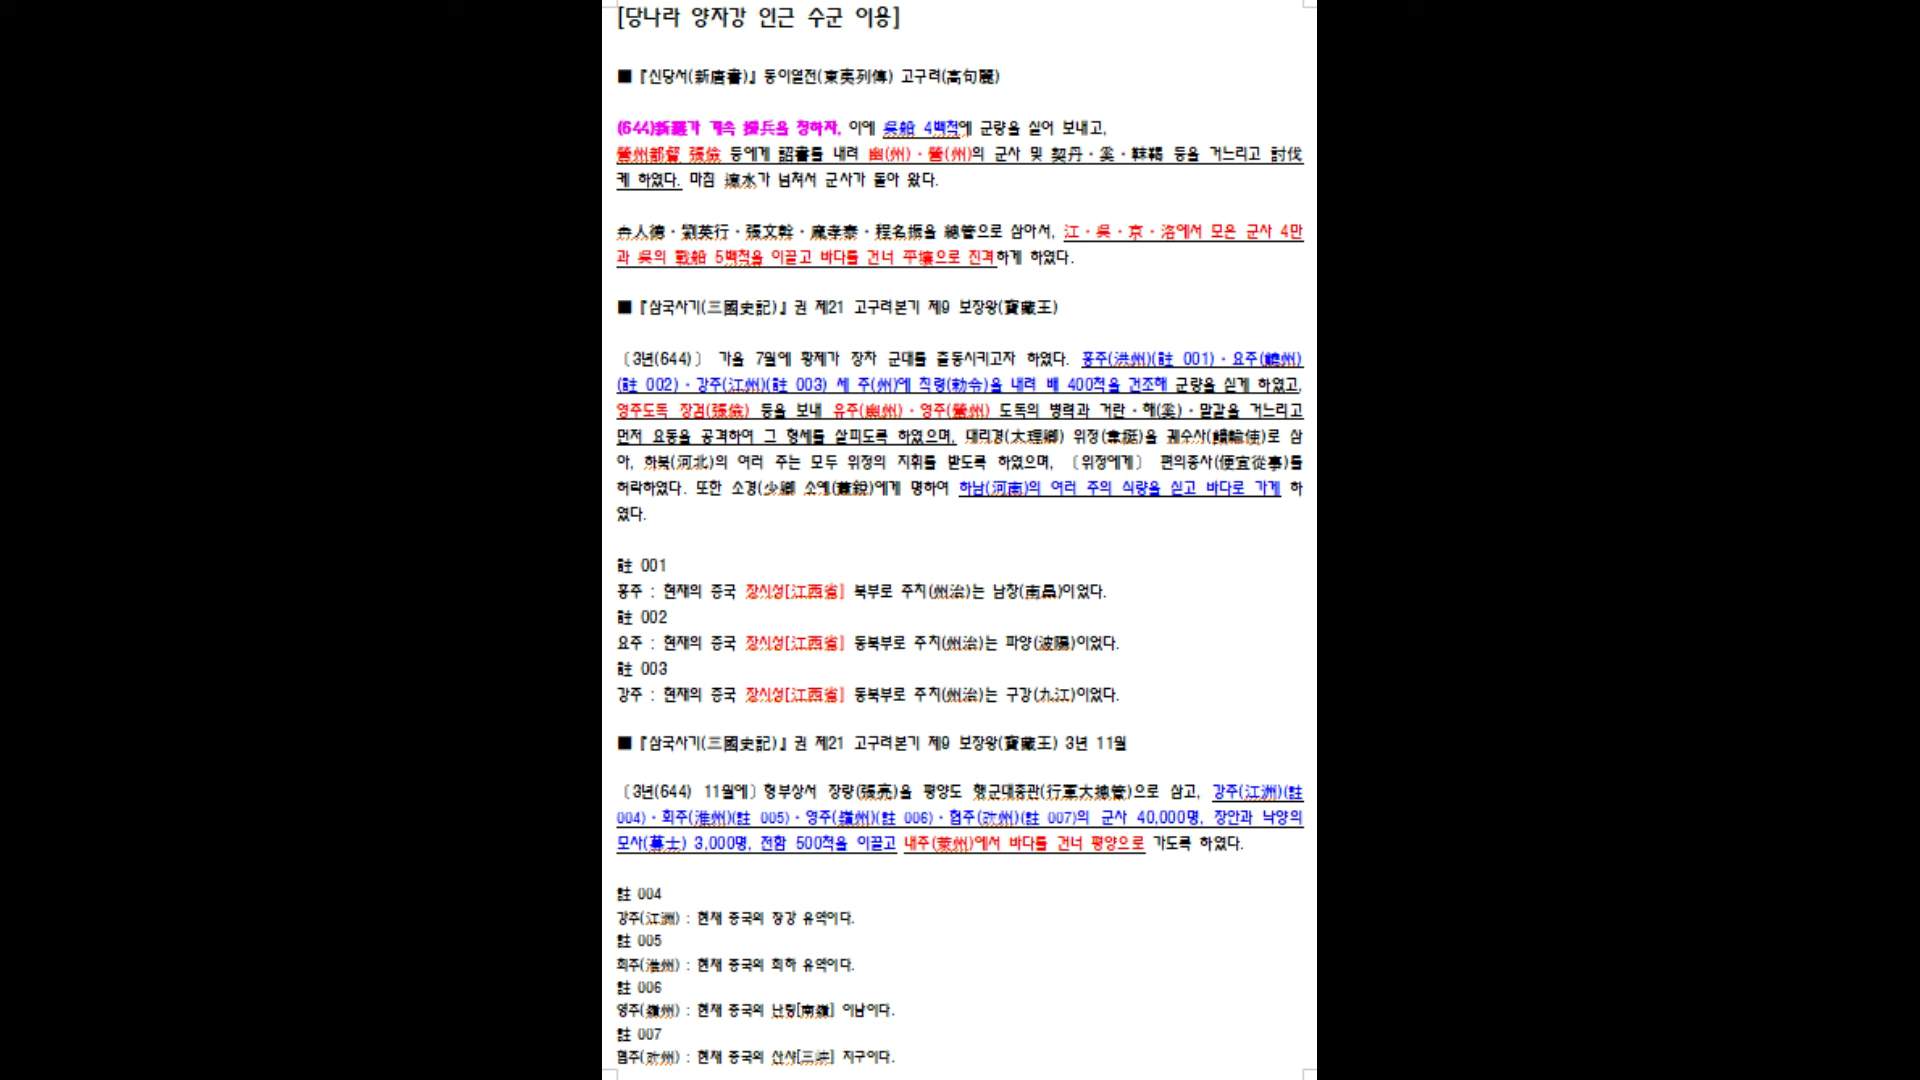 [당나라 양자강 인근 수군 이용]
■『신당서(新唐書)』동이열전(東夷列傳) 고구려(高句麗)
(644)新羅가 계속 援兵을 청하자, 이에 吳船 4백척에 군량을 실어 보내고,
營州都督 張儉 등에게 詔書를 내려 幽(州)·營(州)의 군사 및 契丹·奚·靺鞨 등을 거느리고 討伐
케 하였다. 마침 遼水가 넘쳐서 군사가 돌아 왔다.
冉人德·劉英行·張文幹·龐孝泰·程名振을 總管으로 삼아서, 江·吳·京·洛에서 모은 군사 4만
과 吳의 戰船 5백척을 이끌고 바다를 건너 平壤으로 진격하게 하였다.
■『삼국사기(三國史記)』권 제21 고구려본기 제9 보장왕(寶藏王)
〔3년(644)〕 가을 7월에 황제가 장차 군대를 출동시키고자 하였다. 홍주(洪州)(註 001)·요주(饒州)
(註 002)·강주(江州)(註 003) 세 주(州)에 칙령(勅令)을 내려 배 400척을 건조해 군량을 싣게 하였고,
영주도독 장검(張儉) 등을 보내 유주(幽州)·영주(營州) 도독의 병력과 거란·해(奚)·말갈을 거느리고
먼저 요동을 공격하여 그 형세를 살피도록 하였으며, 대리경(大理卿) 위정(韋挺)을 궤수사(饋輸使)로 삼
아, 하북(河北)의 여러 주는 모두 위정의 지휘를 받도록 하였으며, 〔위정에게〕 편의종사(便宜從事)를
허락하였다. 또한 소경(少卿 소예(蕭銳)에게 명하여 하남(河南)의 여러 주의 식량을 싣고 바다로 가게 하
였다.
註 001
홍주 : 현재의 중국 장시성[江西省] 북부로 주치(州治)는 남창(南昌)이었다.
註 002
요주 : 현재의 중국 장시성[江西省] 동북부로 주치(州治)는 파양(波陽)이었다.
註 003
강주 : 현재의 중국 장시성[江西省] 동북부로 주치(州治)는 구강(九江)이었다.
■『삼국사기(三國史記)』권 제21 고구려본기 제9 보장왕(寶藏王) 3년 11월
〔3년(644) 11월에〕형부상서 장량(張亮)을 평양도 행군대총관(行軍大摠管)으로 삼고, 강주(江洲)(註
004)·회주(淮州)(註 005)·영주(嶺州)(註 006)·협주(州)(註 007)의 군사 40,000명, 장안과 낙양의
모사(募士) 3,000명, 전함 500척을 이끌고 내주(萊州)에서 바다를 건너 평양으로 가도록 하였다.
註 004
강주(江洲) : 현재 중국의 장강 유역이다.
註 005
회주(淮州) : 현재 중국의 회하 유역이다.
註 006
영주(嶺州) : 현재 중국의 난링[南嶺] 이남이다.
註 007
협주(州) : 현재 중국의 산샤[三峽] 지구이다.